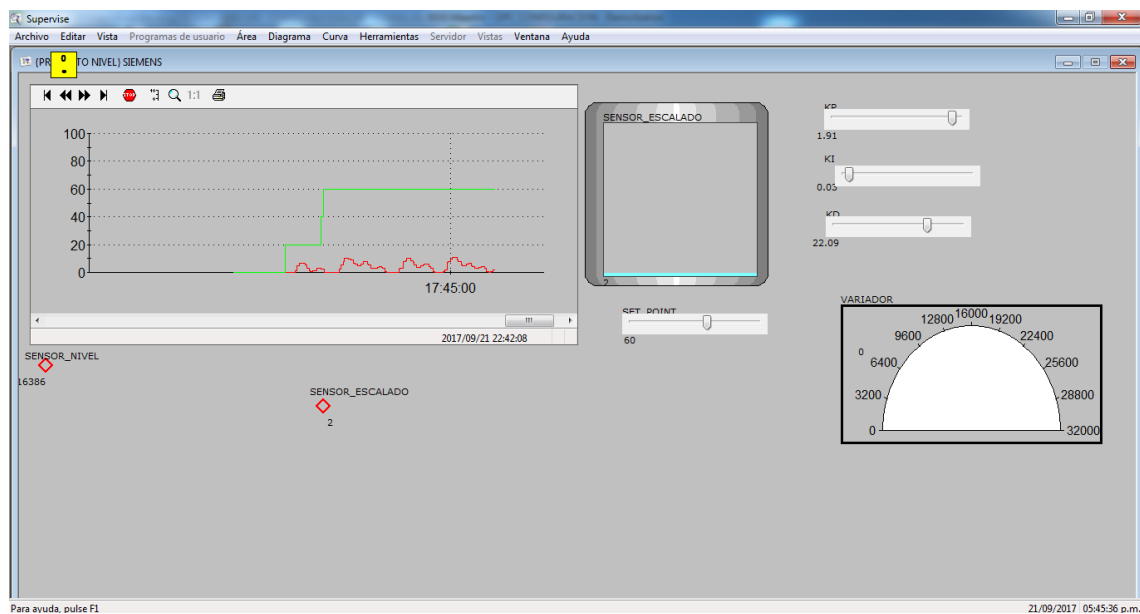 Supervise
Archivo Editar Vista Programas de usuario Área Diagrama Curva Herramientas Servidor Vistas Ventana Ayuda
(PR TO NIVEL) SIEMENS
STOP 1:1
100
80
60
40
20
0
17:45:00
2017/09/21 22:42:08
SENSOR_NIVEL
16386
SENSOR_ESCALADO
2
SENSOR_ESCALADO
2
SET_POINT
60
KP
1.91
KI
0.03
KD
22.09
VARIADOR
0
0
3200
6400
9600
12800
16000
19200
22400
25600
28800
32000
Para ayuda, pulse F1
21/09/2017 05:45:36 p.m.